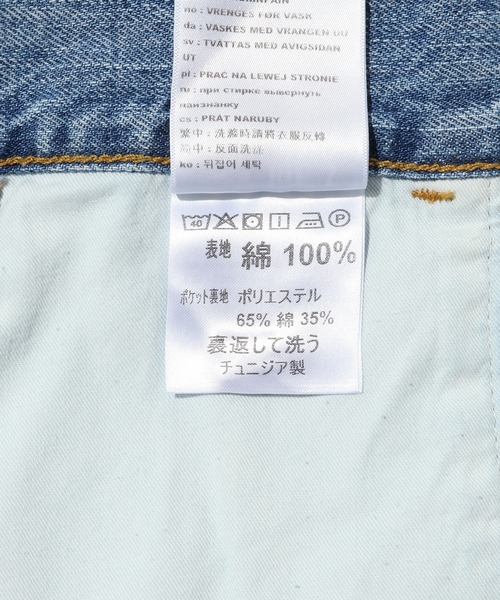 no : VRENGES FØR VASK
da : VASKES MED VRANGEN UD
sv : TVÄTTAS MED AVIGSIDAN
UT
pl : PRAĆ NA LEWEJ STRONIE
ru : при стирке вывернуть
наизнанку
cs : PRÁT NARUBY
繁中 : 洗滌時請將衣服反轉
简中 : 反面洗涤
ko : 뒤집어 세탁
40 P
表地 綿 100%
ポケット裏地 ポリエステル
65% 綿 35%
裏返して洗う
チュニジア製